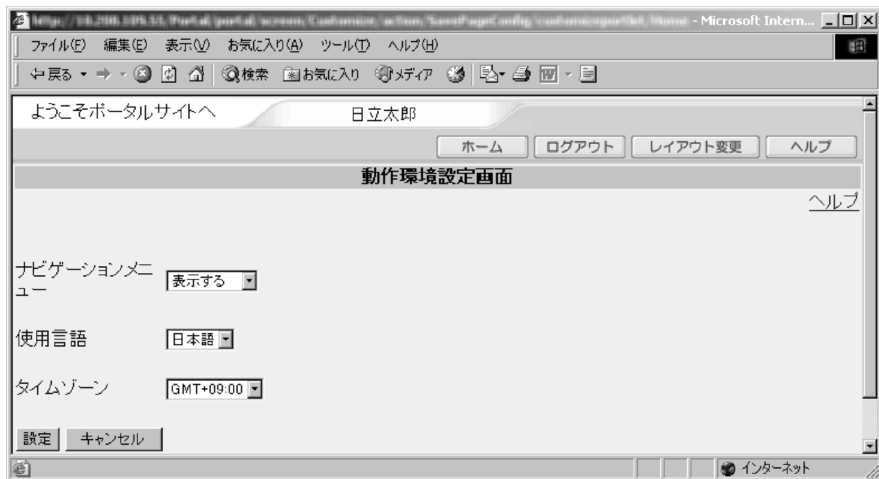 - Microsoft Intern...
ファイル(F) 編集(E) 表示(V) お気に入り(A) ツール(T) ヘルプ(H)
戻る 検索 お気に入り メディア
ようこそポータルサイトへ 日立太郎
ホーム ログアウト レイアウト変更 ヘルプ
動作環境設定画面
ヘルプ
ナビゲーションメニ
ュー
表示する
使用言語 日本語
タイムゾーン GMT+09:00
設定 キャンセル
インターネット